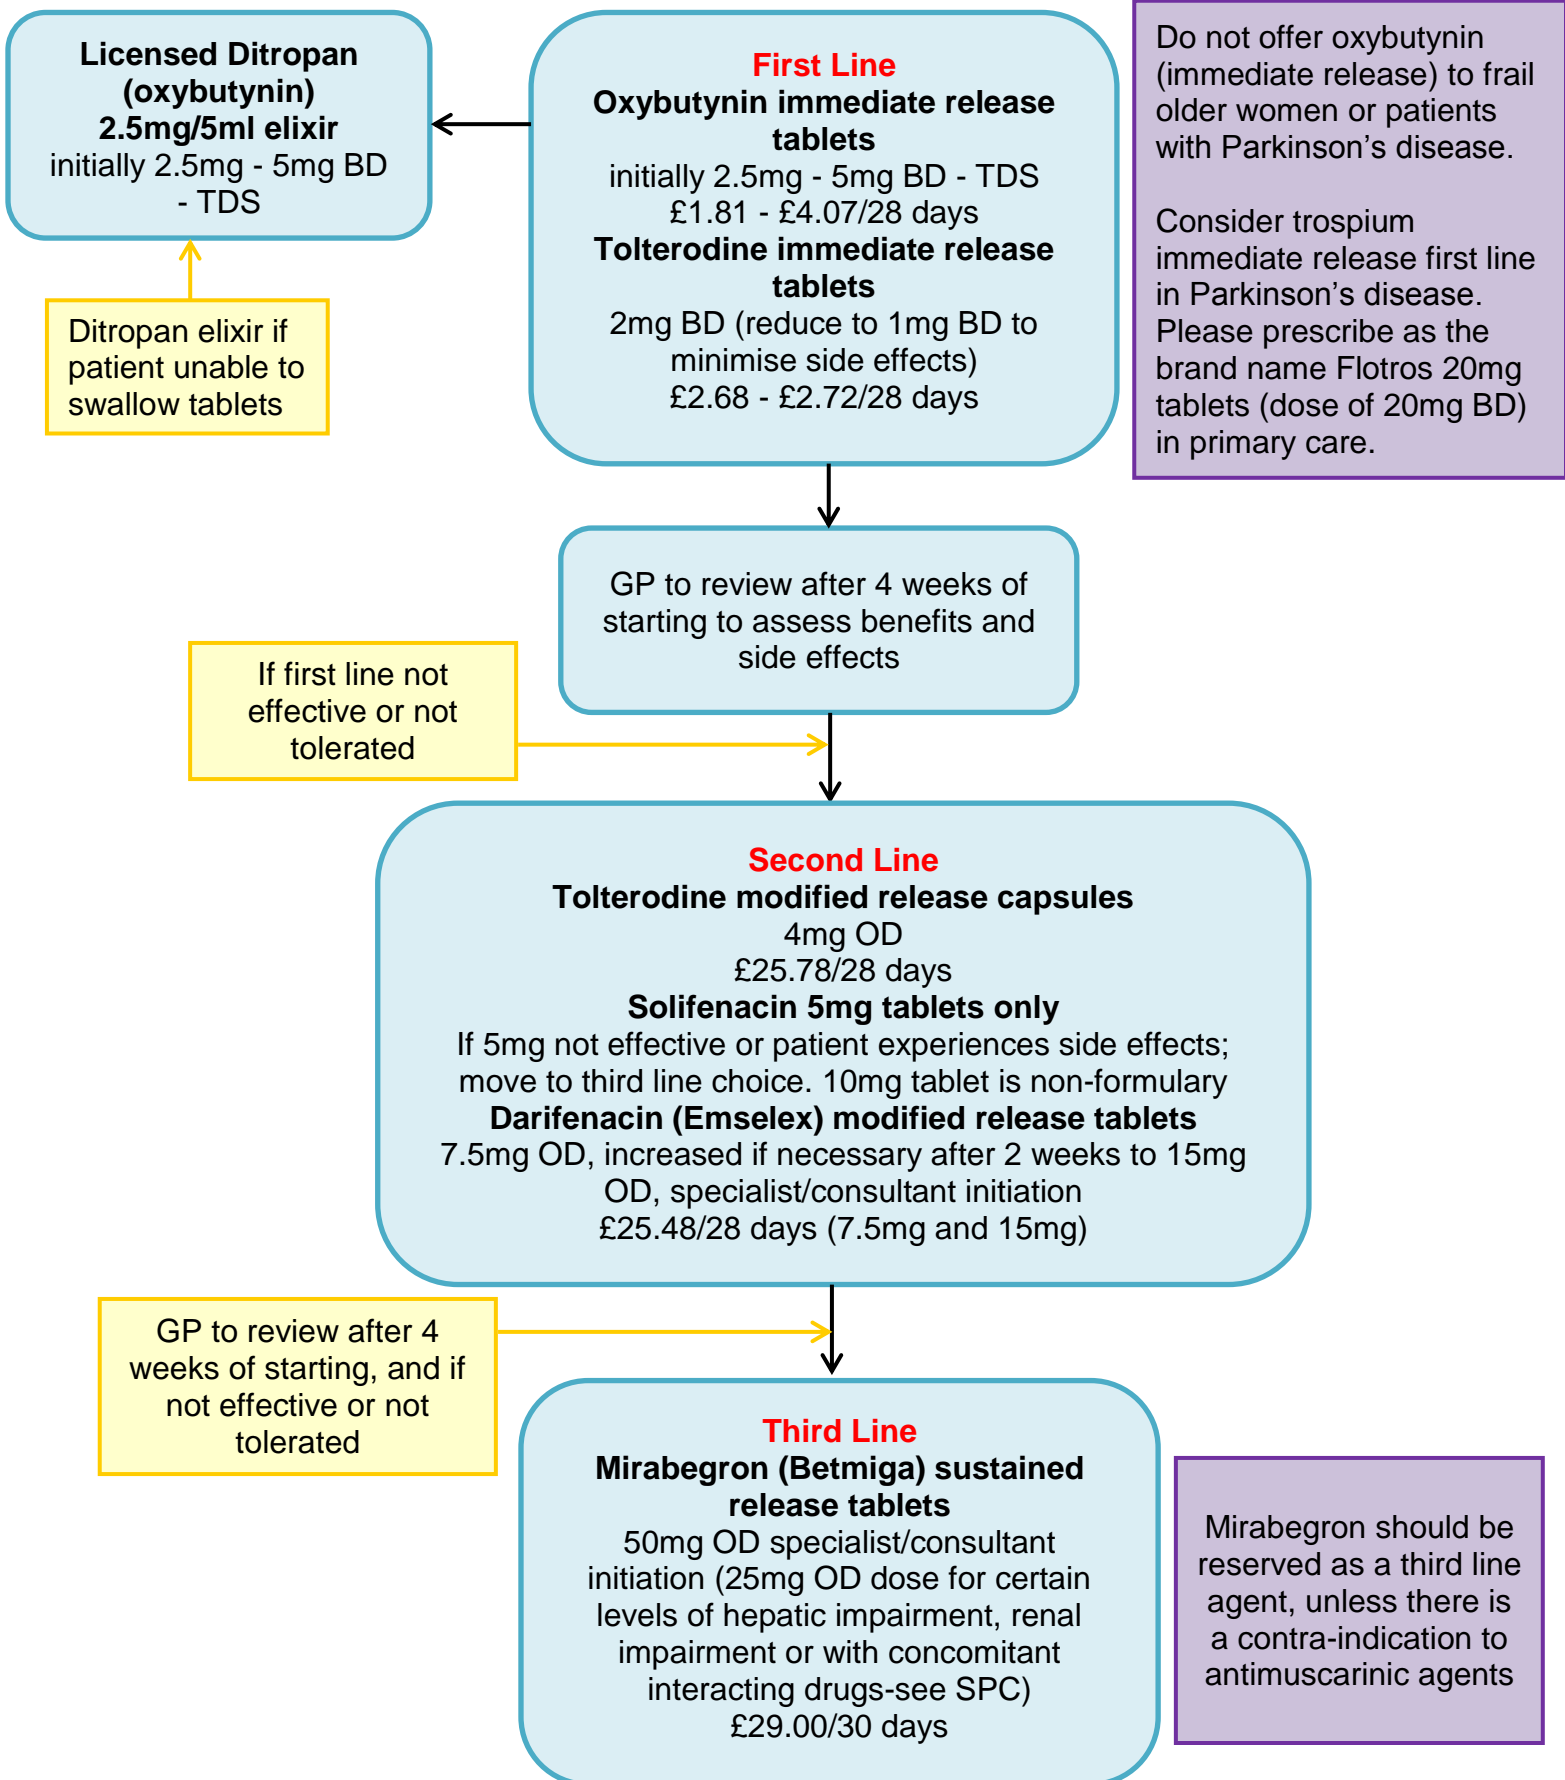 Licensed Ditropan
(oxybutynin)
2.5mg/5ml elixir
initially 2.5mg - 5mg BD
- TDS
First Line
Oxybutynin immediate release
tablets
initially 2.5mg - 5mg BD - TDS
£1.81 - £4.07/28 days
Tolterodine immediate release
tablets
2mg BD (reduce to 1mg BD to
minimise side effects)
£2.68 - £2.72/28 days
Do not offer oxybutynin
(immediate release) to frail
older women or patients
with Parkinson’s disease.
Consider trospium
immediate release first line
in Parkinson’s disease.
Please prescribe as the
brand name Flotros 20mg
tablets (dose of 20mg BD)
in primary care.
Ditropan elixir if
patient unable to
swallow tablets
GP to review after 4 weeks of
starting to assess benefits and
side effects
If first line not
effective or not
tolerated
Second Line
Tolterodine modified release capsules
4mg OD
£25.78/28 days
Solifenacin 5mg tablets only
If 5mg not effective or patient experiences side effects;
move to third line choice. 10mg tablet is non-formulary
Darifenacin (Emselex) modified release tablets
7.5mg OD, increased if necessary after 2 weeks to 15mg
OD, specialist/consultant initiation
£25.48/28 days (7.5mg and 15mg)
GP to review after 4
weeks of starting, and if
not effective or not
tolerated
Third Line
Mirabegron (Betmiga) sustained
release tablets
50mg OD specialist/consultant
initiation (25mg OD dose for certain
levels of hepatic impairment, renal
impairment or with concomitant
interacting drugs-see SPC)
£29.00/30 days
Mirabegron should be
reserved as a third line
agent, unless there is
a contra-indication to
antimuscarinic agents